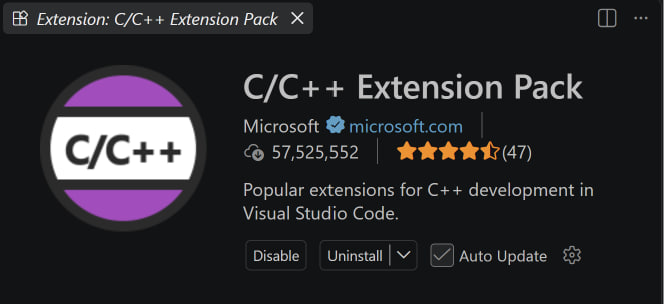 Extension: C/C++ Extension Pack
C/C++
C/C++ Extension Pack
Microsoft microsoft.com
57,525,552 (47)
Popular extensions for C++ development in
Visual Studio Code.
Disable Uninstall Auto Update